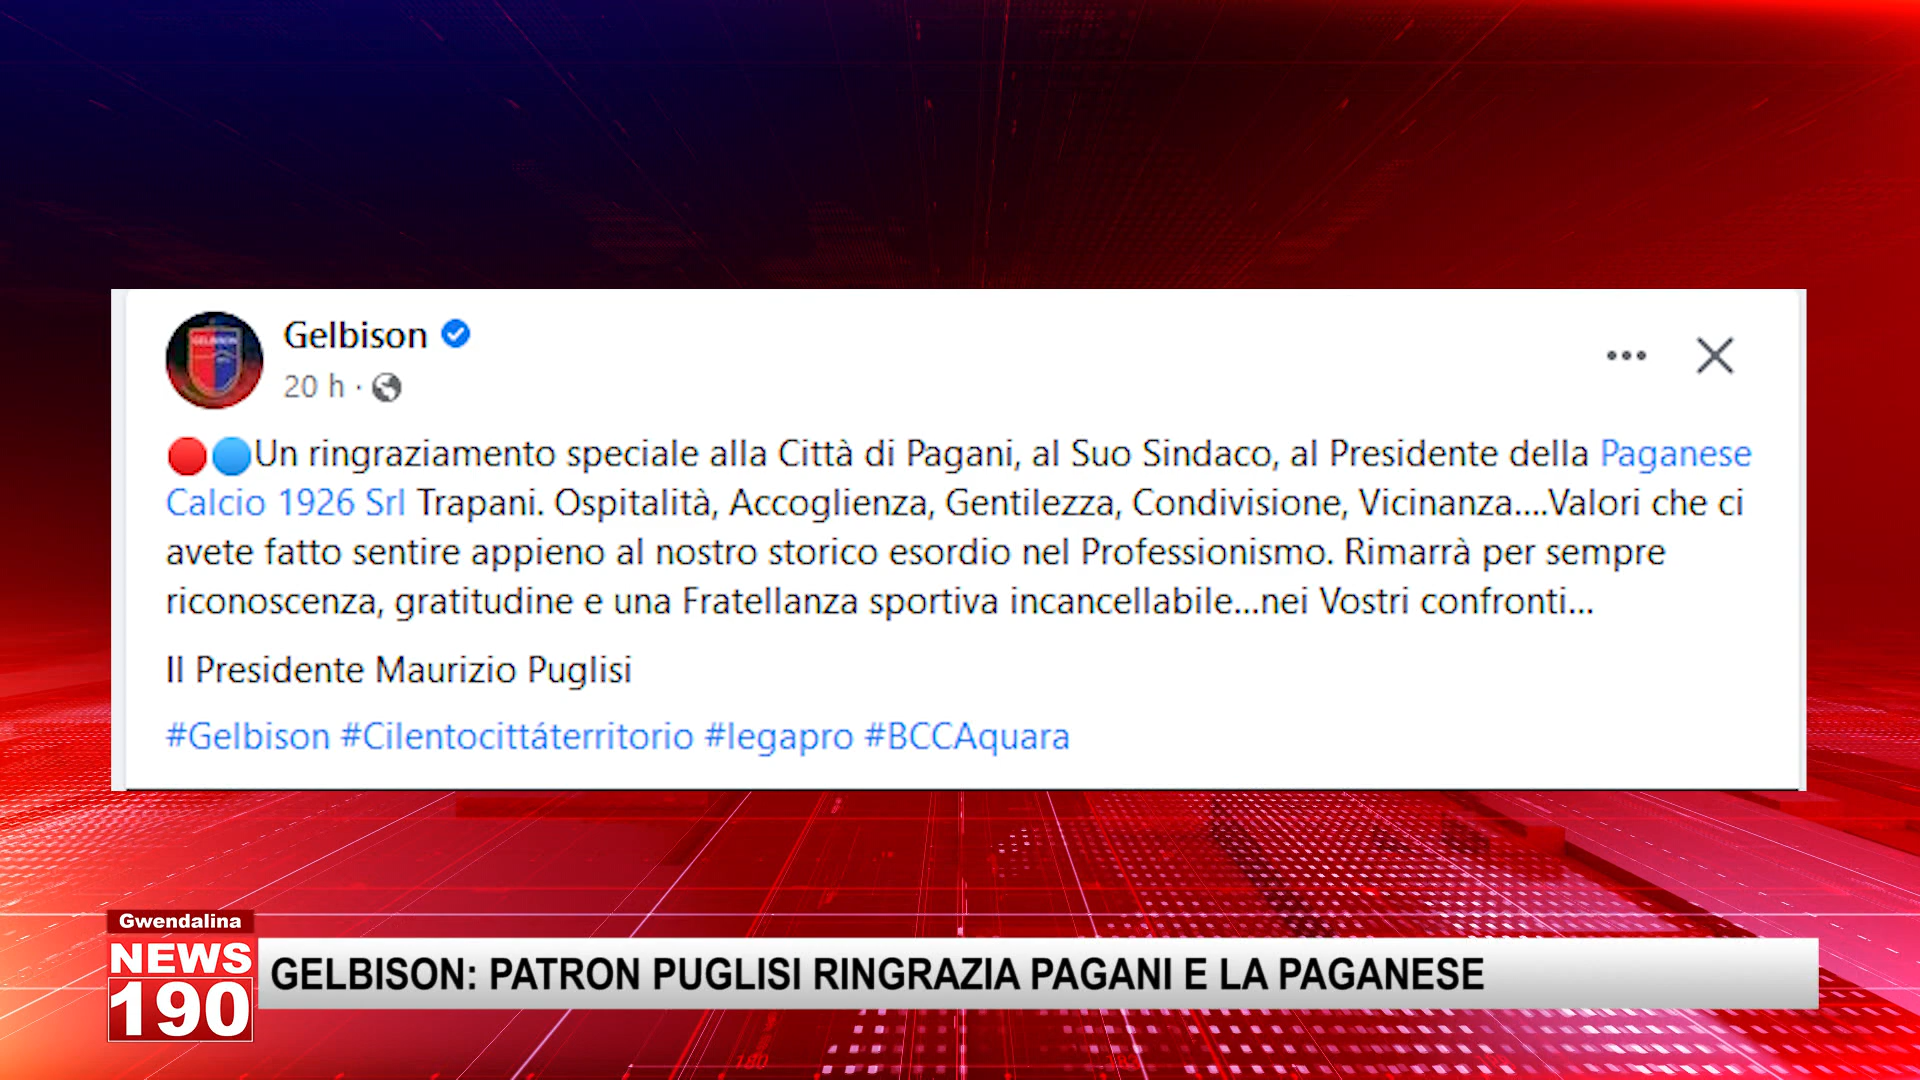 Gelbison
20 h ·
🔴🔵Un ringraziamento speciale alla Città di Pagani, al Suo Sindaco, al Presidente della Paganese
Calcio 1926 Srl Trapani. Ospitalità, Accoglienza, Gentilezza, Condivisione, Vicinanza....Valori che ci
avete fatto sentire appieno al nostro storico esordio nel Professionismo. Rimarrà per sempre
riconoscenza, gratitudine e una Fratellanza sportiva incancellabile...nei Vostri confronti...
Il Presidente Maurizio Puglisi
#Gelbison #Cilentocittáterritorio #legapro #BCCAquara
Gwendalina
NEWS
190
GELBISON: PATRON PUGLISI RINGRAZIA PAGANI E LA PAGANESE
180